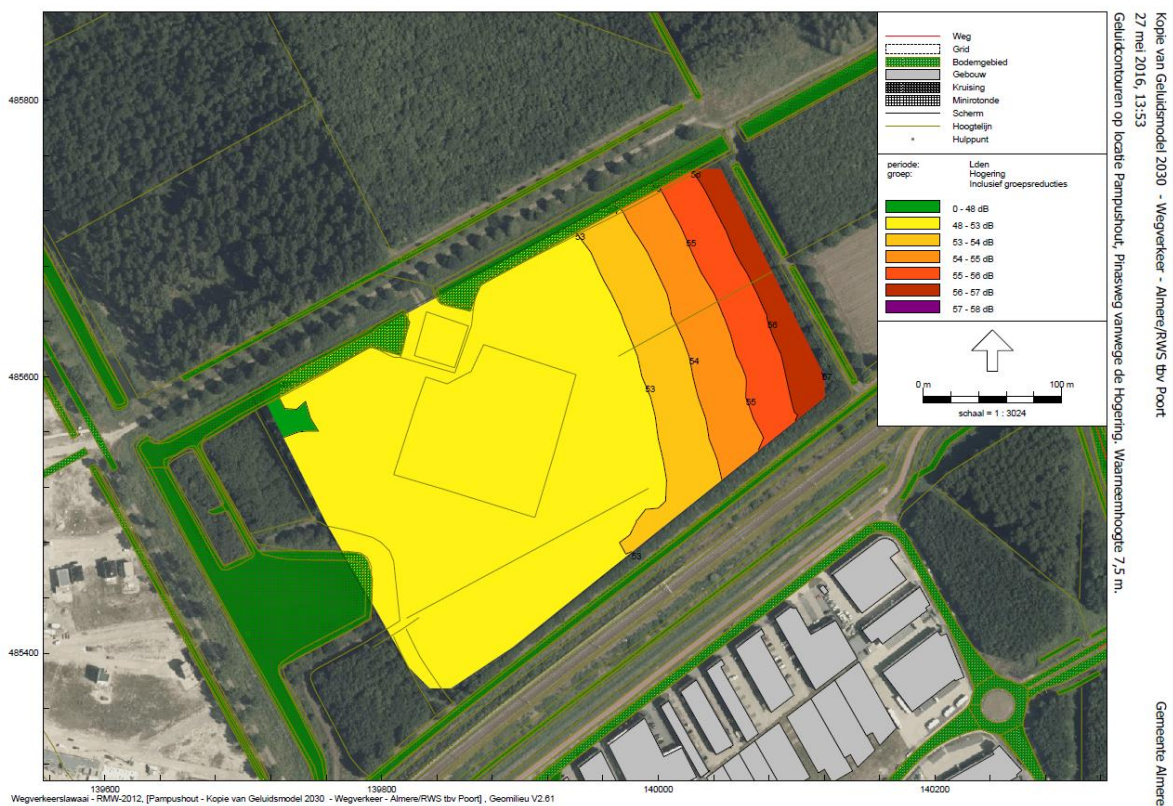 Kopie van Geluidsmodel 2030 - Wegverkeer - Almere/RWS tbv Poort
27 mei 2016, 13:53
Geluidcontouren op locatie Pampushout, Pinasweg vanwege de Hogering. Waarneemhoogte 7,5 m.
Gemeente Almere
Weg
Grid
Bodemgebied
Gebouw
Kruising
Minirotonde
Scherm
Hoogtelijn
Hulppunt
periode: Lden
groep: Hogering
Inclusief groepsreducties
0 - 48 dB
48 - 53 dB
53 - 54 dB
54 - 55 dB
55 - 56 dB
56 - 57 dB
57 - 58 dB
0 m 100 m
schaal = 1 : 3024
485800
485600
485400
139600
139800
140000
140200
56
53
55
56
54
53
57
55
53
Wegverkeerslawaai - RMW-2012, [Pampushout - Kopie van Geluidsmodel 2030 - Wegverkeer - Almere/RWS tbv Poort] , Geomilieu V2.61